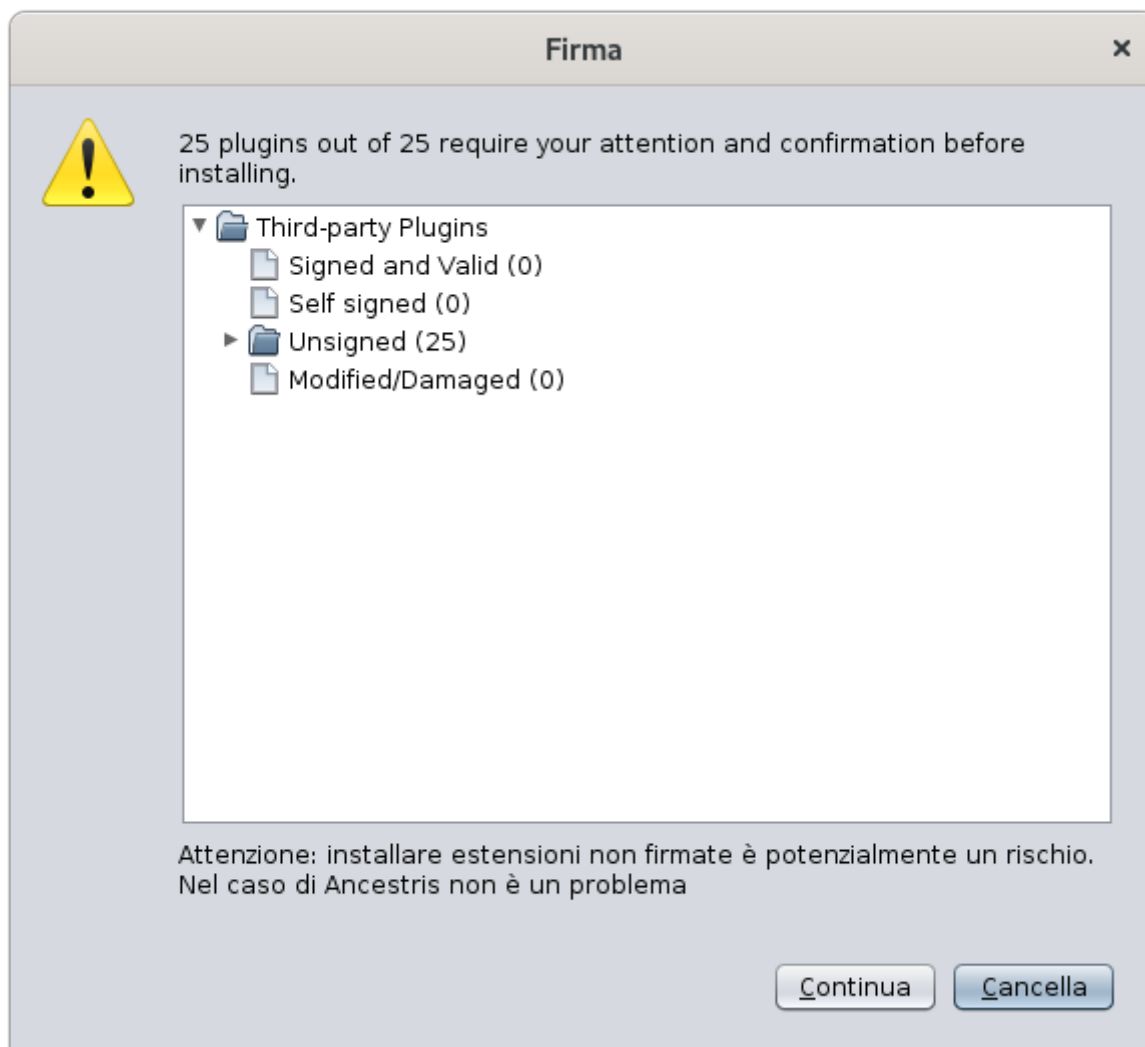 Firma
25 plugins out of 25 require your attention and confirmation before
installing.
Third-party Plugins
Signed and Valid (0)
Self signed (0)
Unsigned (25)
Modified/Damaged (0)
Attenzione: installare estensioni non firmate è potenzialmente un rischio.
Nel caso di Ancestris non è un problema
Continua
Cancella